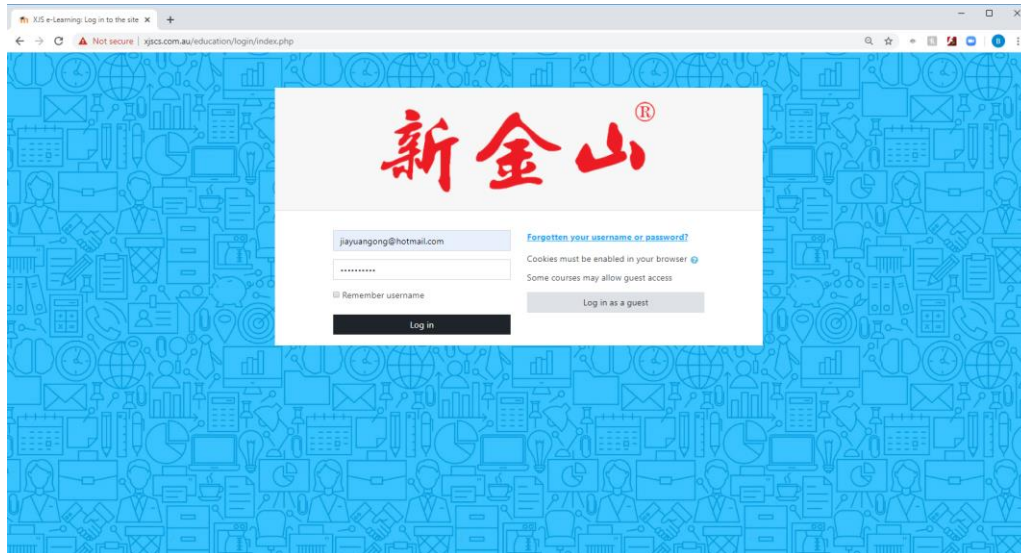 XJS e-Learning: Log in to the site
Not secure | xjscs.com.au/education/login/index.php
新金山®
jiayuangong@hotmail.com
••••••••••
Remember username
Log in
Forgotten your username or password?
Cookies must be enabled in your browser
Some courses may allow guest access
Log in as a guest